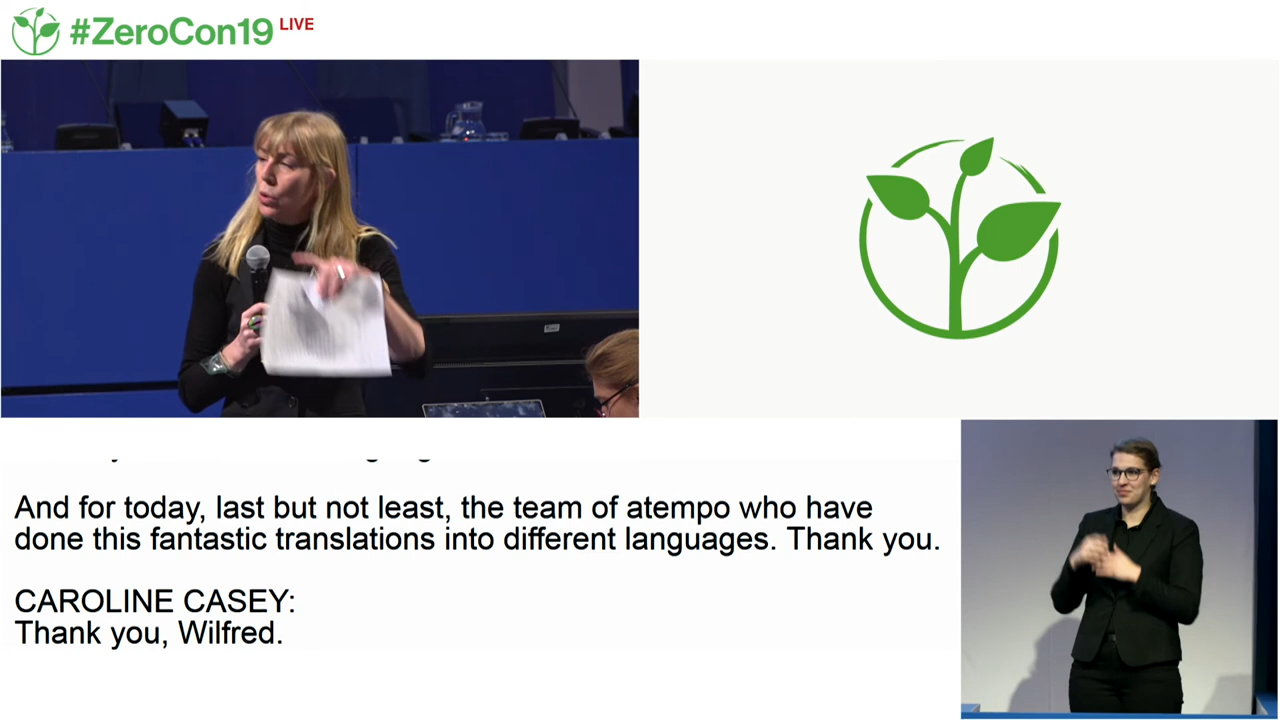 #ZeroCon19 LIVE
And for today, last but not least, the team of atempo who have
done this fantastic translations into different languages. Thank you.
CAROLINE CASEY:
Thank you, Wilfred.